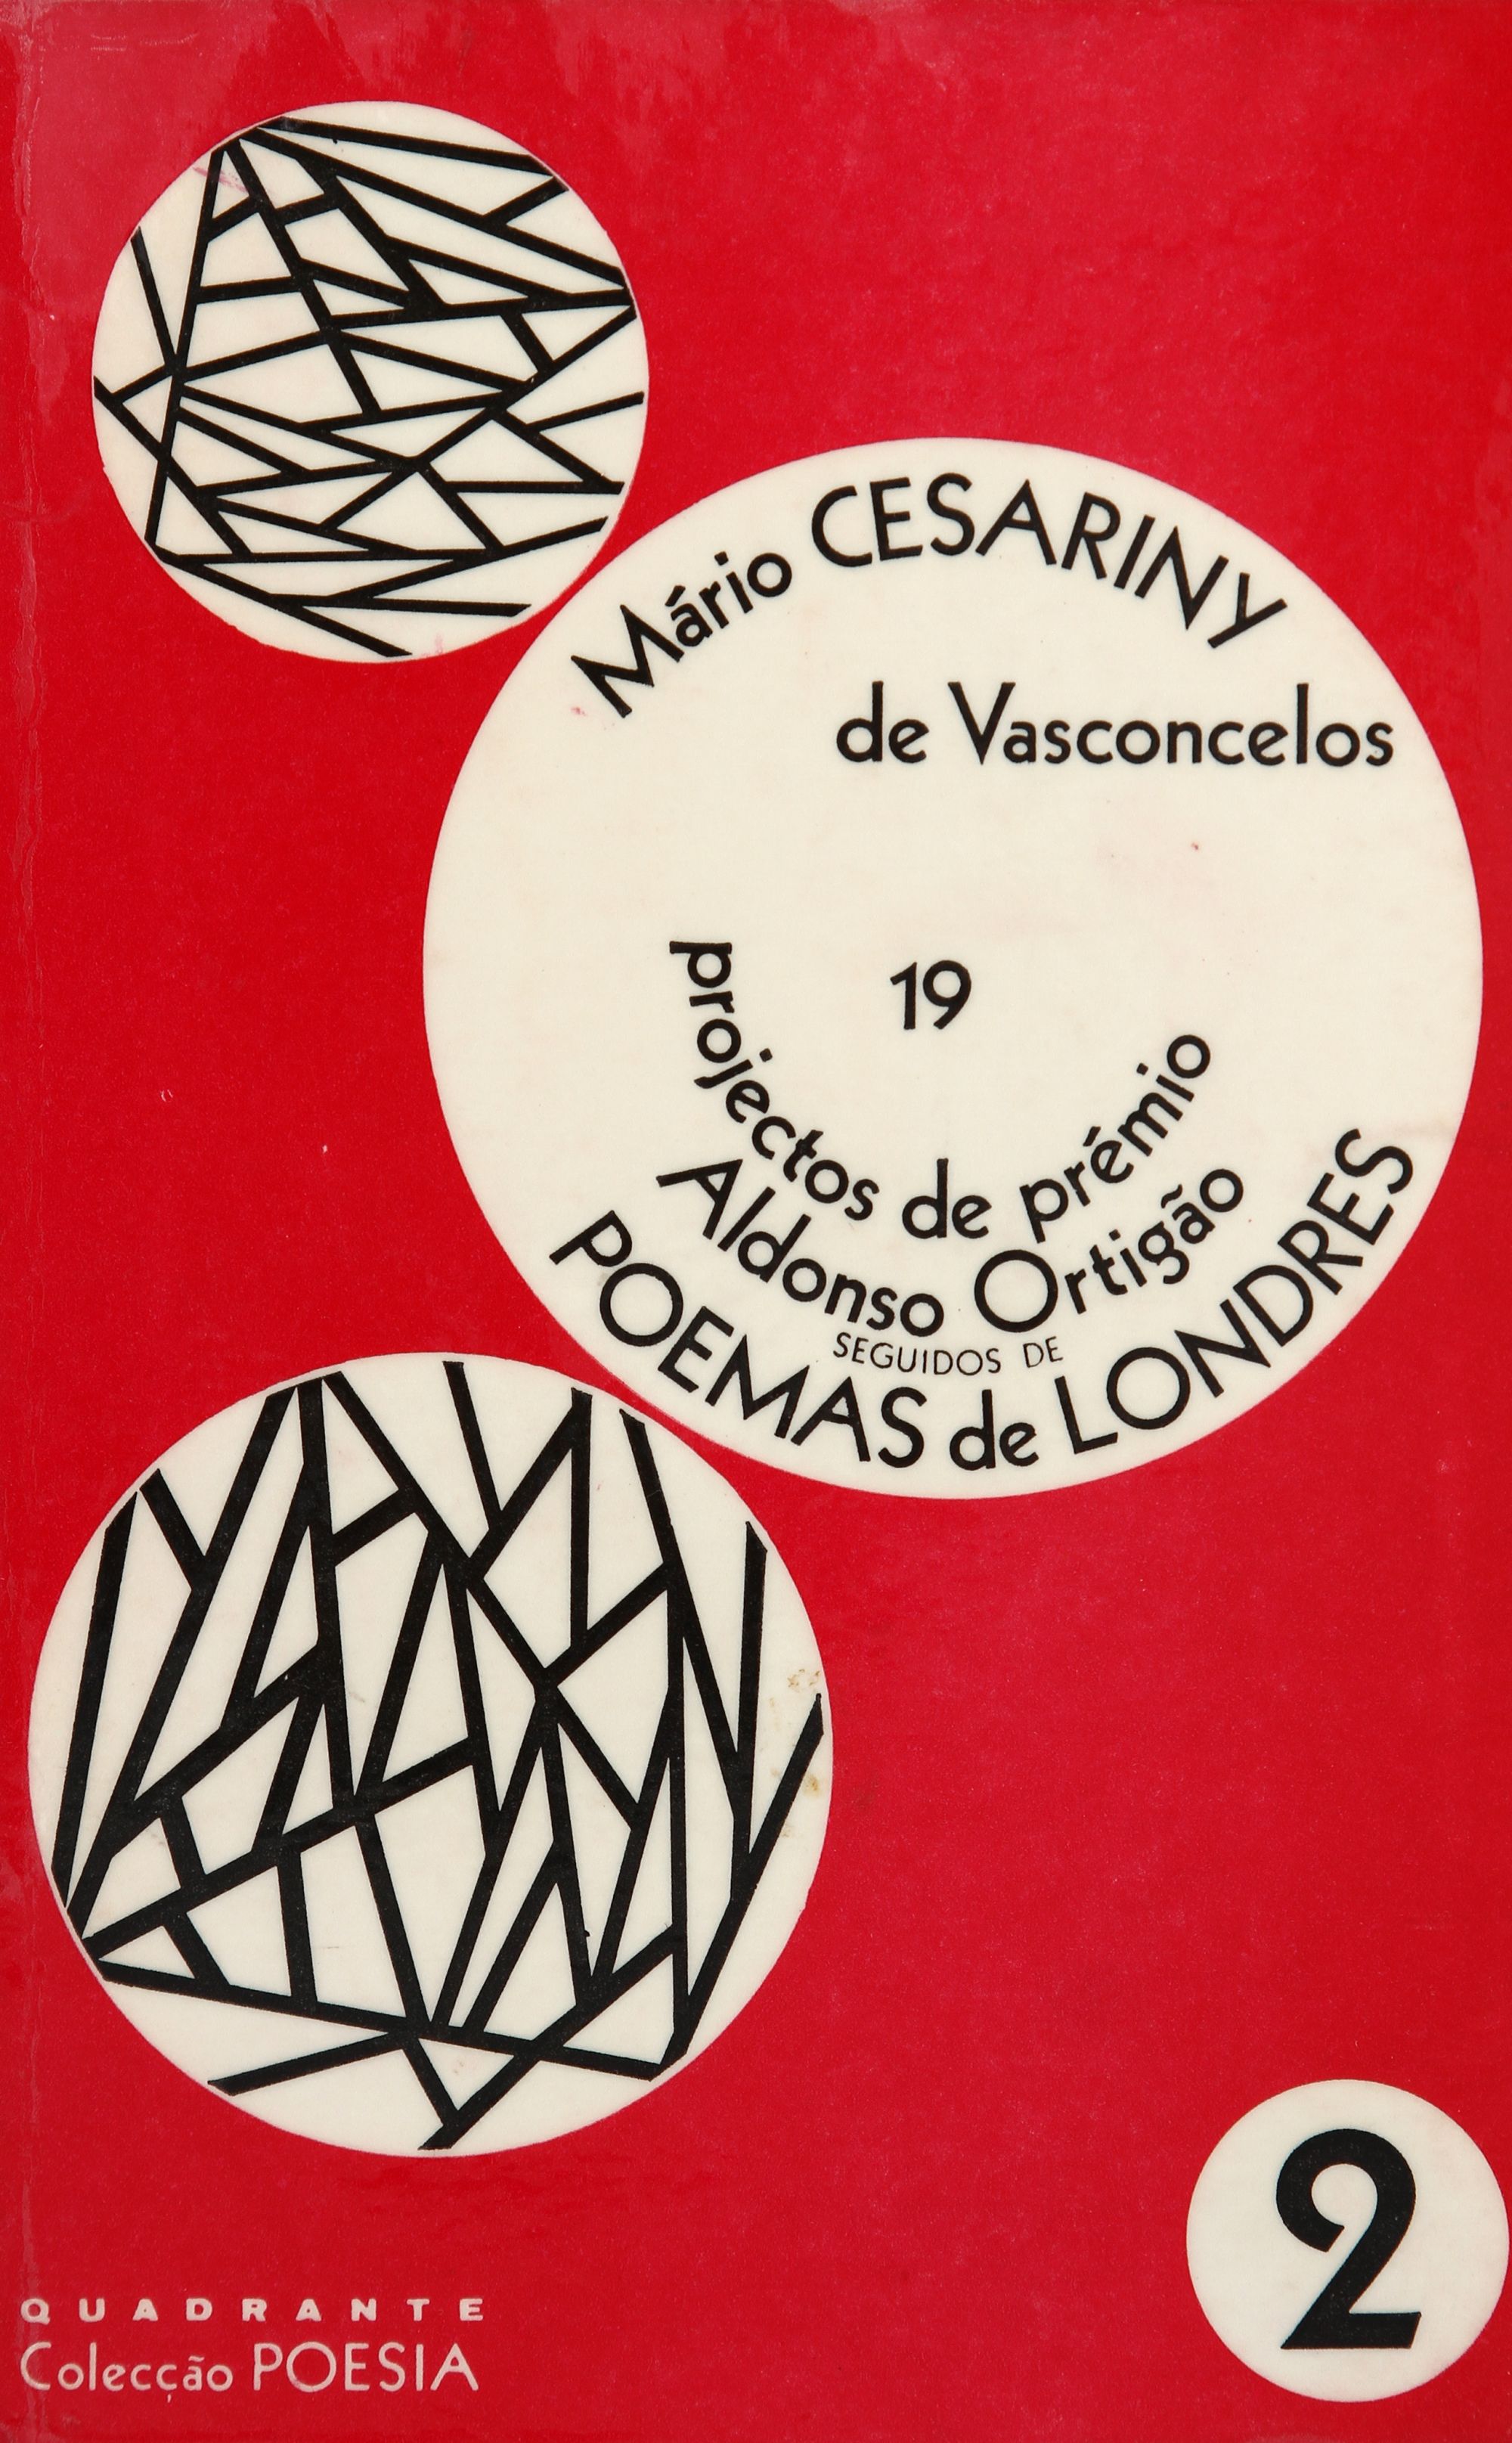 Mário CESARINY
de Vasconcelos
19
projectos de prémio
Aldonso Ortigão
SEGUIDOS DE
POEMAS de LONDRES
2
QUADRANTE
Colecção POESIA